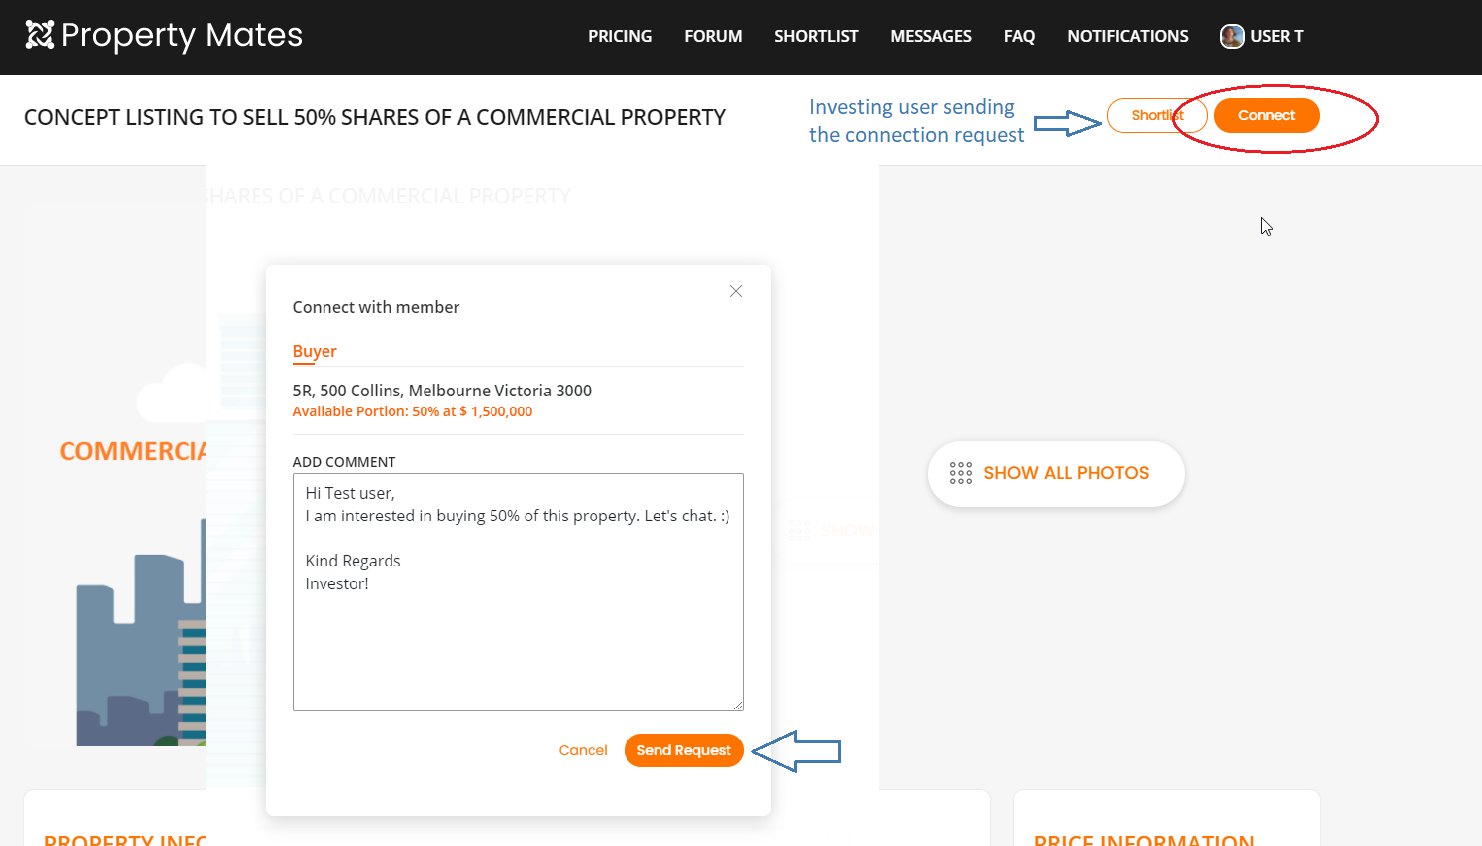 Property Mates
PRICING FORUM SHORTLIST MESSAGES FAQ NOTIFICATIONS USER T
CONCEPT LISTING TO SELL 50% SHARES OF A COMMERCIAL PROPERTY
Investing user sending
the connection request
Shortlist
Connect
SHARES OF A COMMERCIAL PROPERTY
Connect with member
Buyer
5R, 500 Collins, Melbourne Victoria 3000
Available Portion: 50% at $ 1,500,000
ADD COMMENT
Hi Test user,
I am interested in buying 50% of this property. Let's chat. :)
Kind Regards
Investor!
Cancel
Send Request
COMMERCIA
SHOW ALL PHOTOS
SHOW
PROPERTY INFO
PRICE INFORMATION